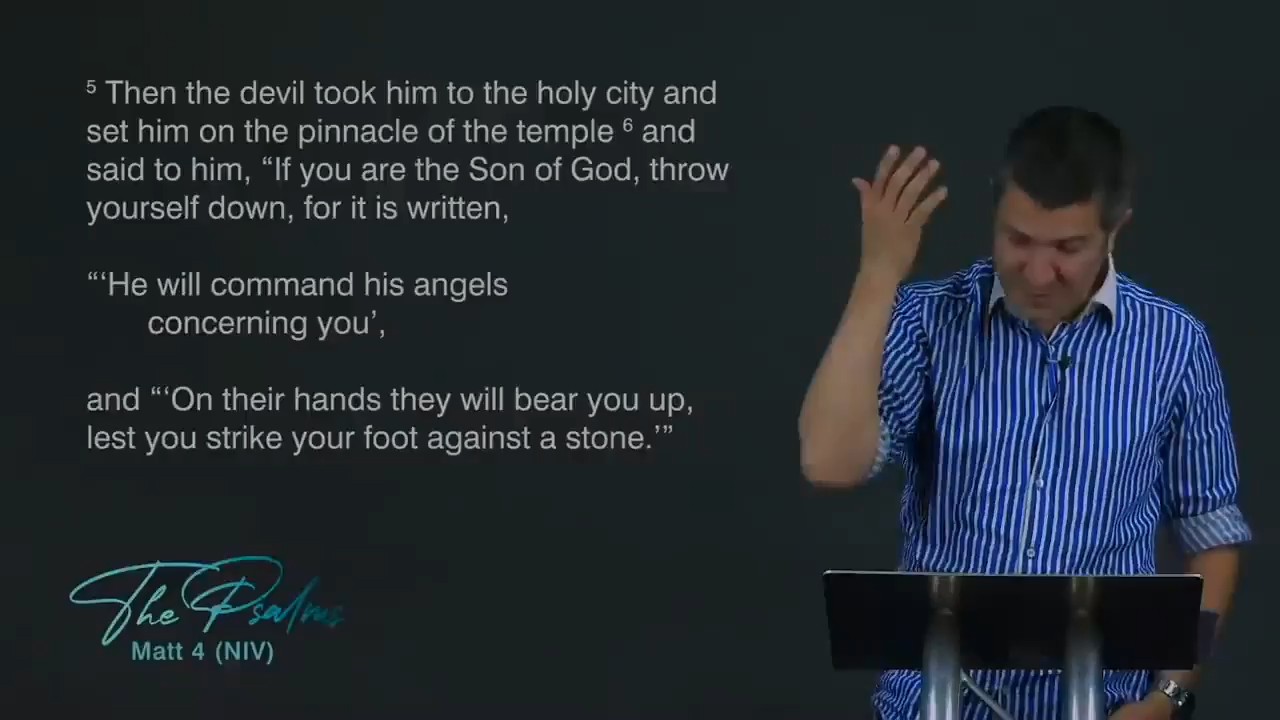 ⁵ Then the devil took him to the holy city and
set him on the pinnacle of the temple ⁶ and
said to him, “If you are the Son of God, throw
yourself down, for it is written,
“‘He will command his angels
concerning you’,
and “‘On their hands they will bear you up,
lest you strike your foot against a stone.’”
The Psalms
Matt 4 (NIV)